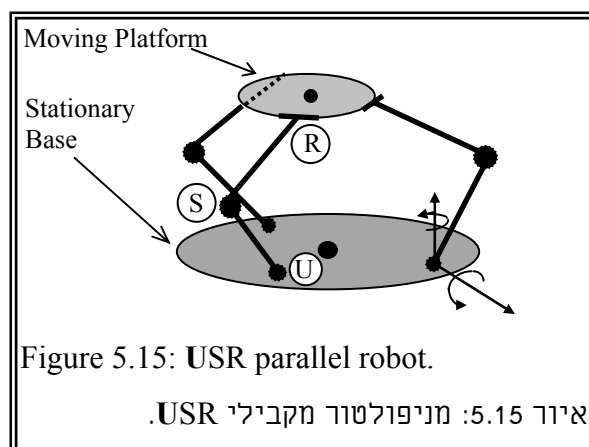 Moving Platform
Stationary
Base
R
S
U
Figure 5.15: USR parallel robot.
איור 5.15: מניפולטור מקבילי USR.